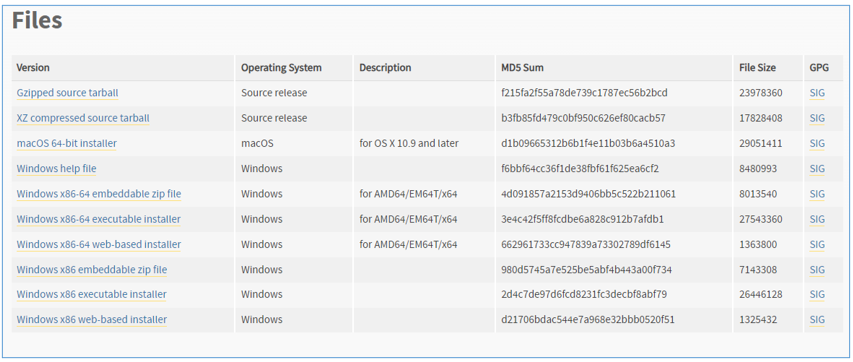 Files
Version Operating System Description MD5 Sum File Size GPG
Gzipped source tarball Source release f215fa2f55a78de739c1787ec56b2bcd 23978360 SIG
XZ compressed source tarball Source release b3fb85fd479c0bf950c626ef80cacb57 17828408 SIG
macOS 64-bit installer macOS for OS X 10.9 and later d1b09665312b6b1f4e11b03b6a4510a3 29051411 SIG
Windows help file Windows f6bbf64cc36f1de38fbf61f625ea6cf2 8480993 SIG
Windows x86-64 embeddable zip file Windows for AMD64/EM64T/x64 4d091857a2153d9406bb5c522b211061 8013540 SIG
Windows x86-64 executable installer Windows for AMD64/EM64T/x64 3e4c42f5ff8fcdbe6a828c912b7afdb1 27543360 SIG
Windows x86-64 web-based installer Windows for AMD64/EM64T/x64 662961733cc947839a73302789df6145 1363800 SIG
Windows x86 embeddable zip file Windows 980d5745a7e525be5abf4b443a00f734 7143308 SIG
Windows x86 executable installer Windows 2d4c7de97d6fcd8231fc3decbf8abf79 26446128 SIG
Windows x86 web-based installer Windows d21706bdac544e7a968e32bbb0520f51 1325432 SIG